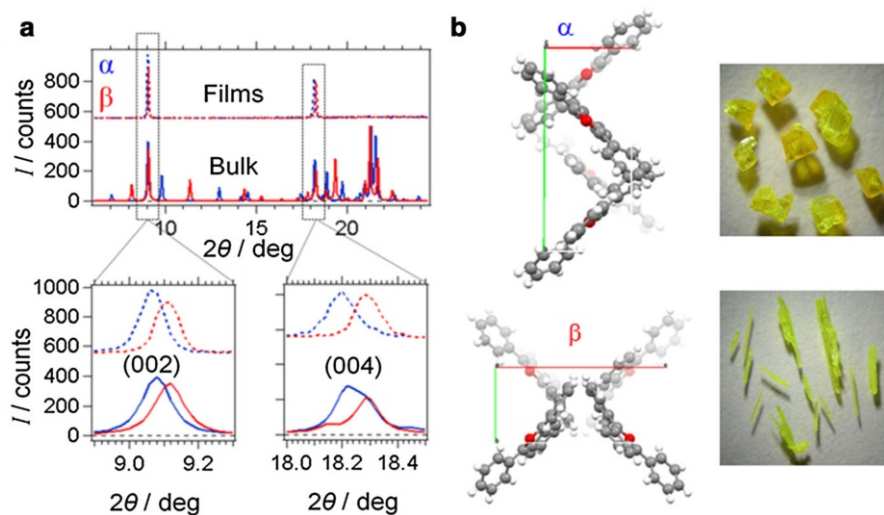 a
α
β
Films
Bulk
I / counts
800
600
400
200
0
10
15
20
2θ / deg
I / counts
1000
800
600
400
200
0
(002)
(004)
9.0
9.2
18.0
18.2
18.4
2θ / deg
2θ / deg
b
α
β